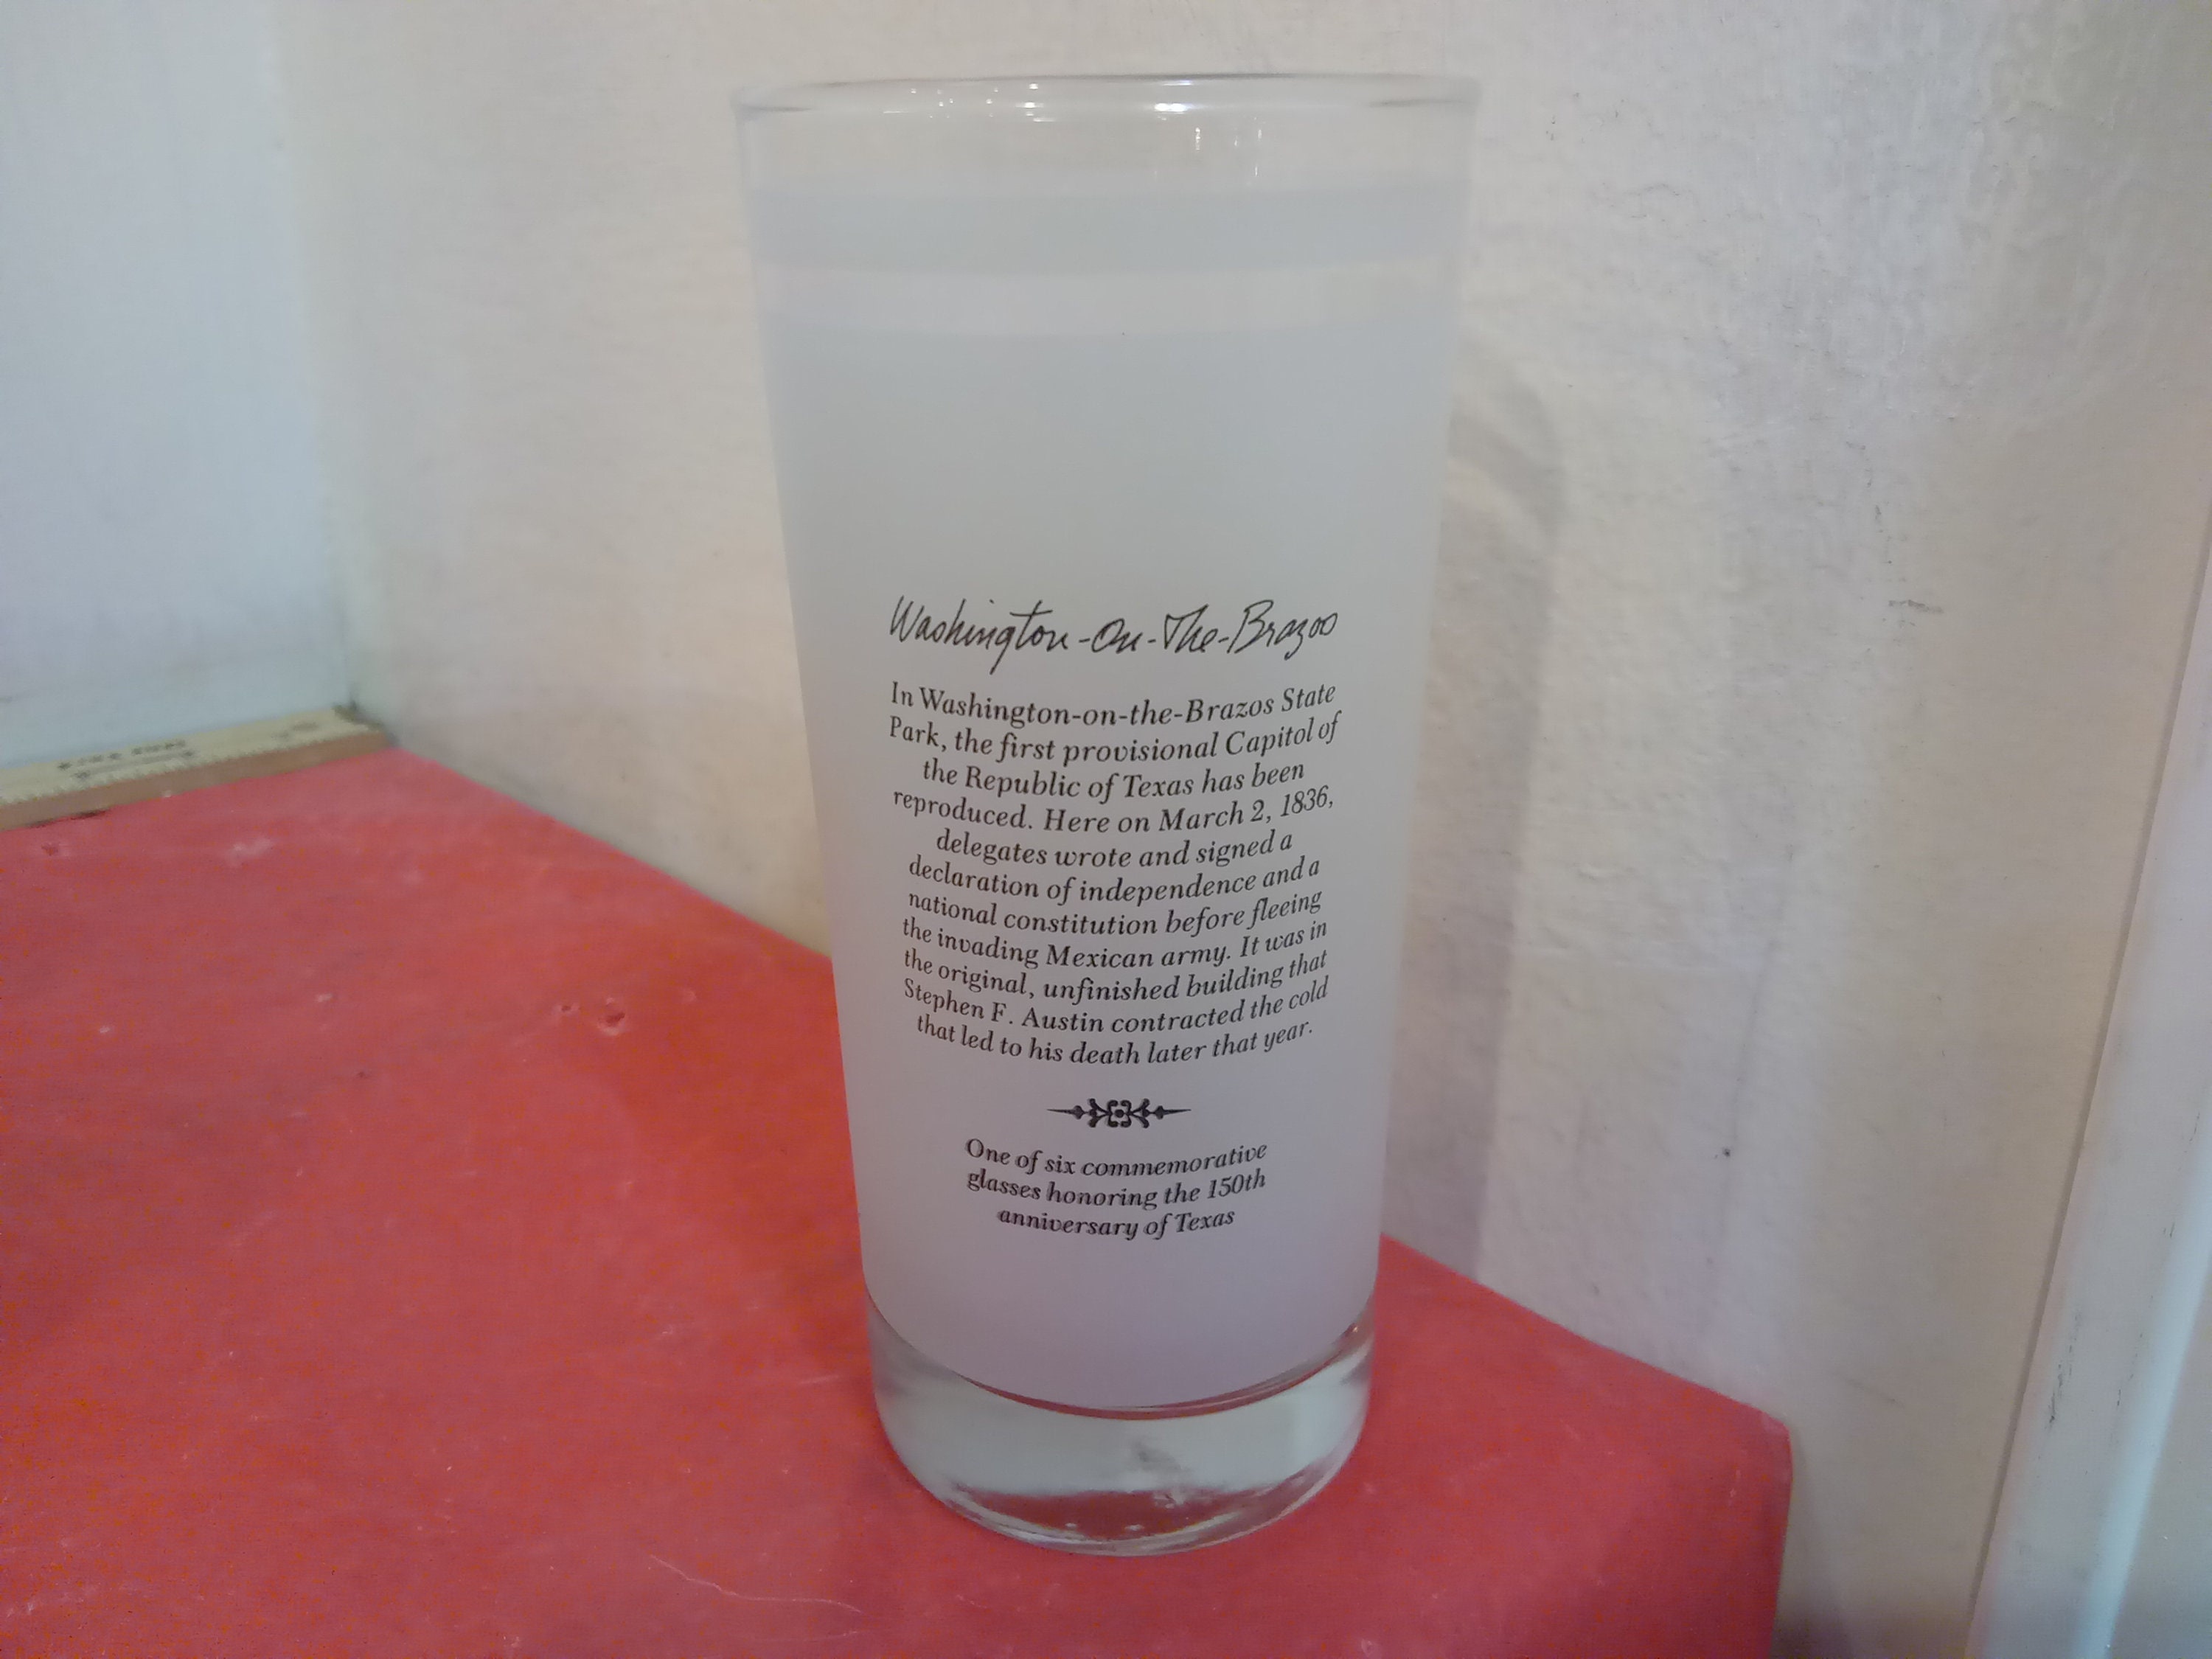 Washington-On-The-Brazos
In Washington-on-the-Brazos State
Park, the first provisional Capitol of
the Republic of Texas has been
reproduced. Here on March 2, 1836,
delegates wrote and signed a
declaration of independence and a
national constitution before fleeing
the invading Mexican army. It was in
the original, unfinished building that
Stephen F. Austin contracted the cold
that led to his death later that year.
One of six commemorative
glasses honoring the 150th
anniversary of Texas